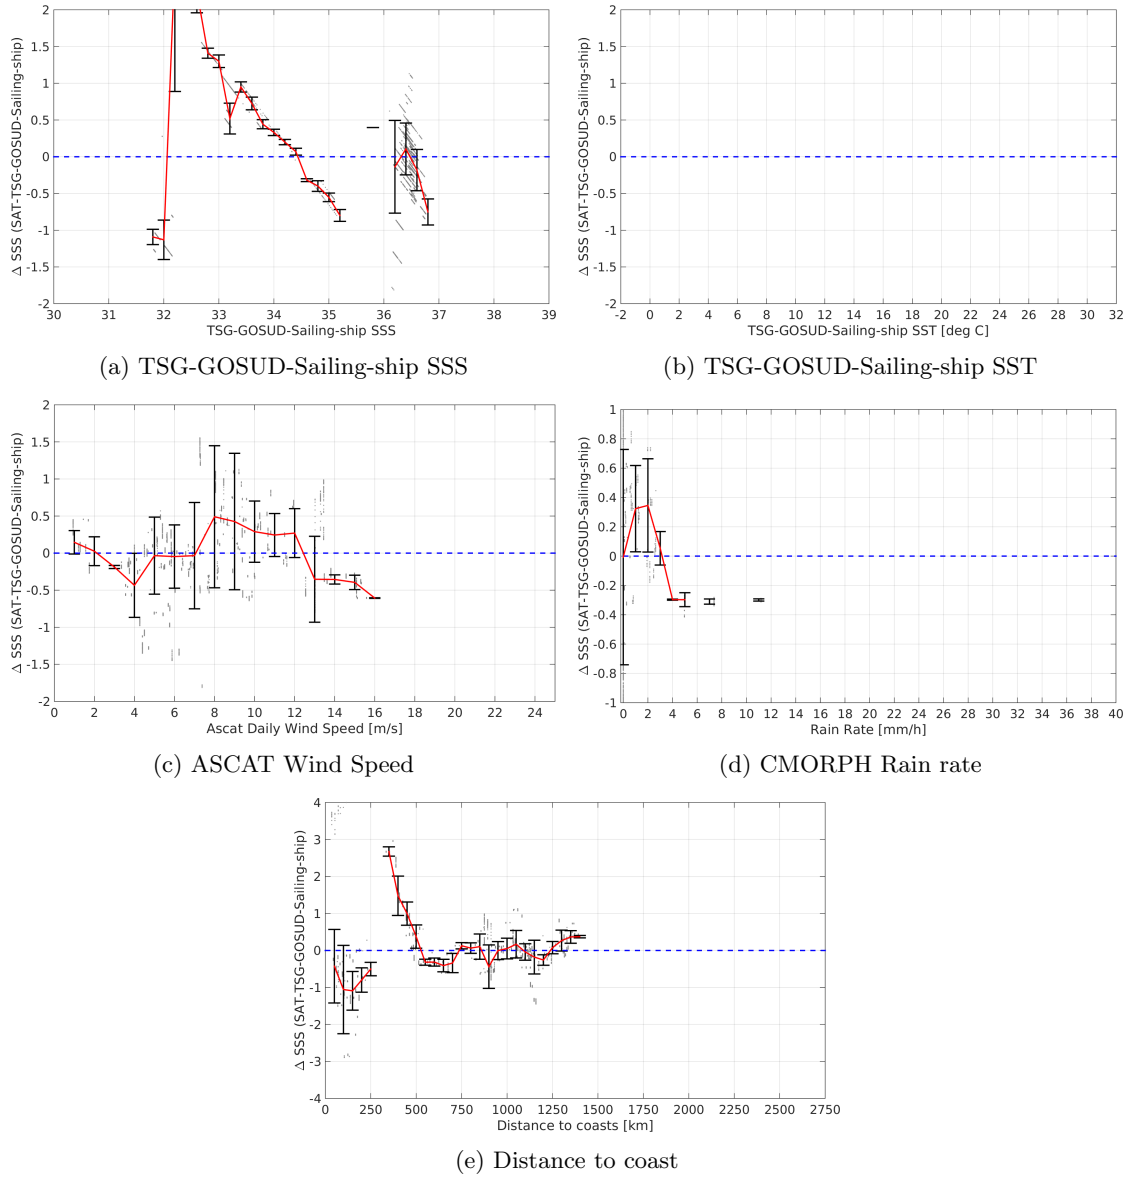 2
1.5
1
0.5
0
-0.5
-1
-1.5
-2
30 31 32 33 34 35 36 37 38 39
Δ SSS (SAT-TSG-GOSUD-Sailing-ship)
TSG-GOSUD-Sailing-ship SSS
(a) TSG-GOSUD-Sailing-ship SSS
2
1.5
1
0.5
0
-0.5
-1
-1.5
-2
-2 0 2 4 6 8 10 12 14 16 18 20 22 24 26 28 30 32
Δ SSS (SAT-TSG-GOSUD-Sailing-ship)
TSG-GOSUD-Sailing-ship SST [deg C]
(b) TSG-GOSUD-Sailing-ship SST
2
1.5
1
0.5
0
-0.5
-1
-1.5
-2
0 2 4 6 8 10 12 14 16 18 20 22 24
Δ SSS (SAT-TSG-GOSUD-Sailing-ship)
Ascat Daily Wind Speed [m/s]
(c) ASCAT Wind Speed
1
0.8
0.6
0.4
0.2
0
-0.2
-0.4
-0.6
-0.8
-1
0 2 4 6 8 10 12 14 16 18 20 22 24 26 28 30 32 34 36 38 40
Δ SSS (SAT-TSG-GOSUD-Sailing-ship)
Rain Rate [mm/h]
(d) CMORPH Rain rate
4
3
2
1
0
-1
-2
-3
-4
0 250 500 750 1000 1250 1500 1750 2000 2250 2500 2750
Δ SSS (SAT-TSG-GOSUD-Sailing-ship)
Distance to coasts [km]
(e) Distance to coast